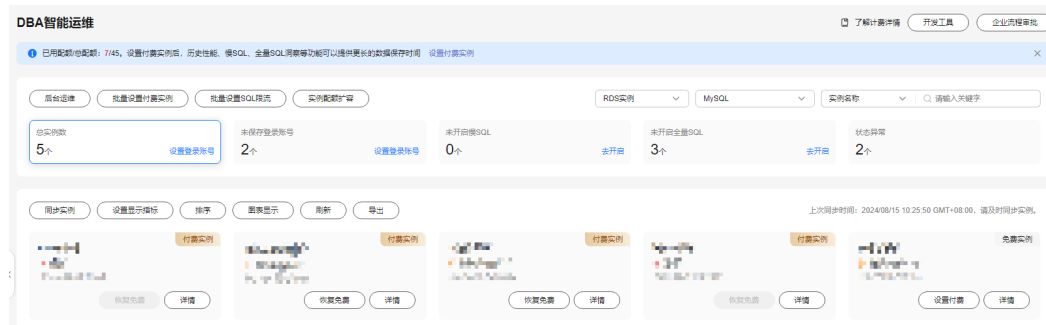 DBA智能运维
了解计费详情 开发工具 企业流程审批
已用配额/总配额：7/45。设置付费实例后、历史性能、慢SQL、全量SQL洞察等功能可以提供更长的数据保存时间 设置付费实例
后台运维 批量设置付费实例 批量设置SQL限流 实例配额扩容 RDS实例 MySQL 实例名称 请输入关键字
总实例数 未保存登录账号 未开启慢SQL 未开启全量SQL 状态异常
5个 设置登录账号 2个 设置登录账号 0个 去开启 3个 去开启 2个
同步实例 设置显示指标 排序 图表显示 刷新 导出 上次同步时间：2024/08/15 10:25:50 GMT+08:00，请及时同步实例。
付费实例 付费实例 付费实例 付费实例 免费实例
恢复免费 详情 恢复免费 详情 恢复免费 详情 恢复免费 详情 设置付费 详情